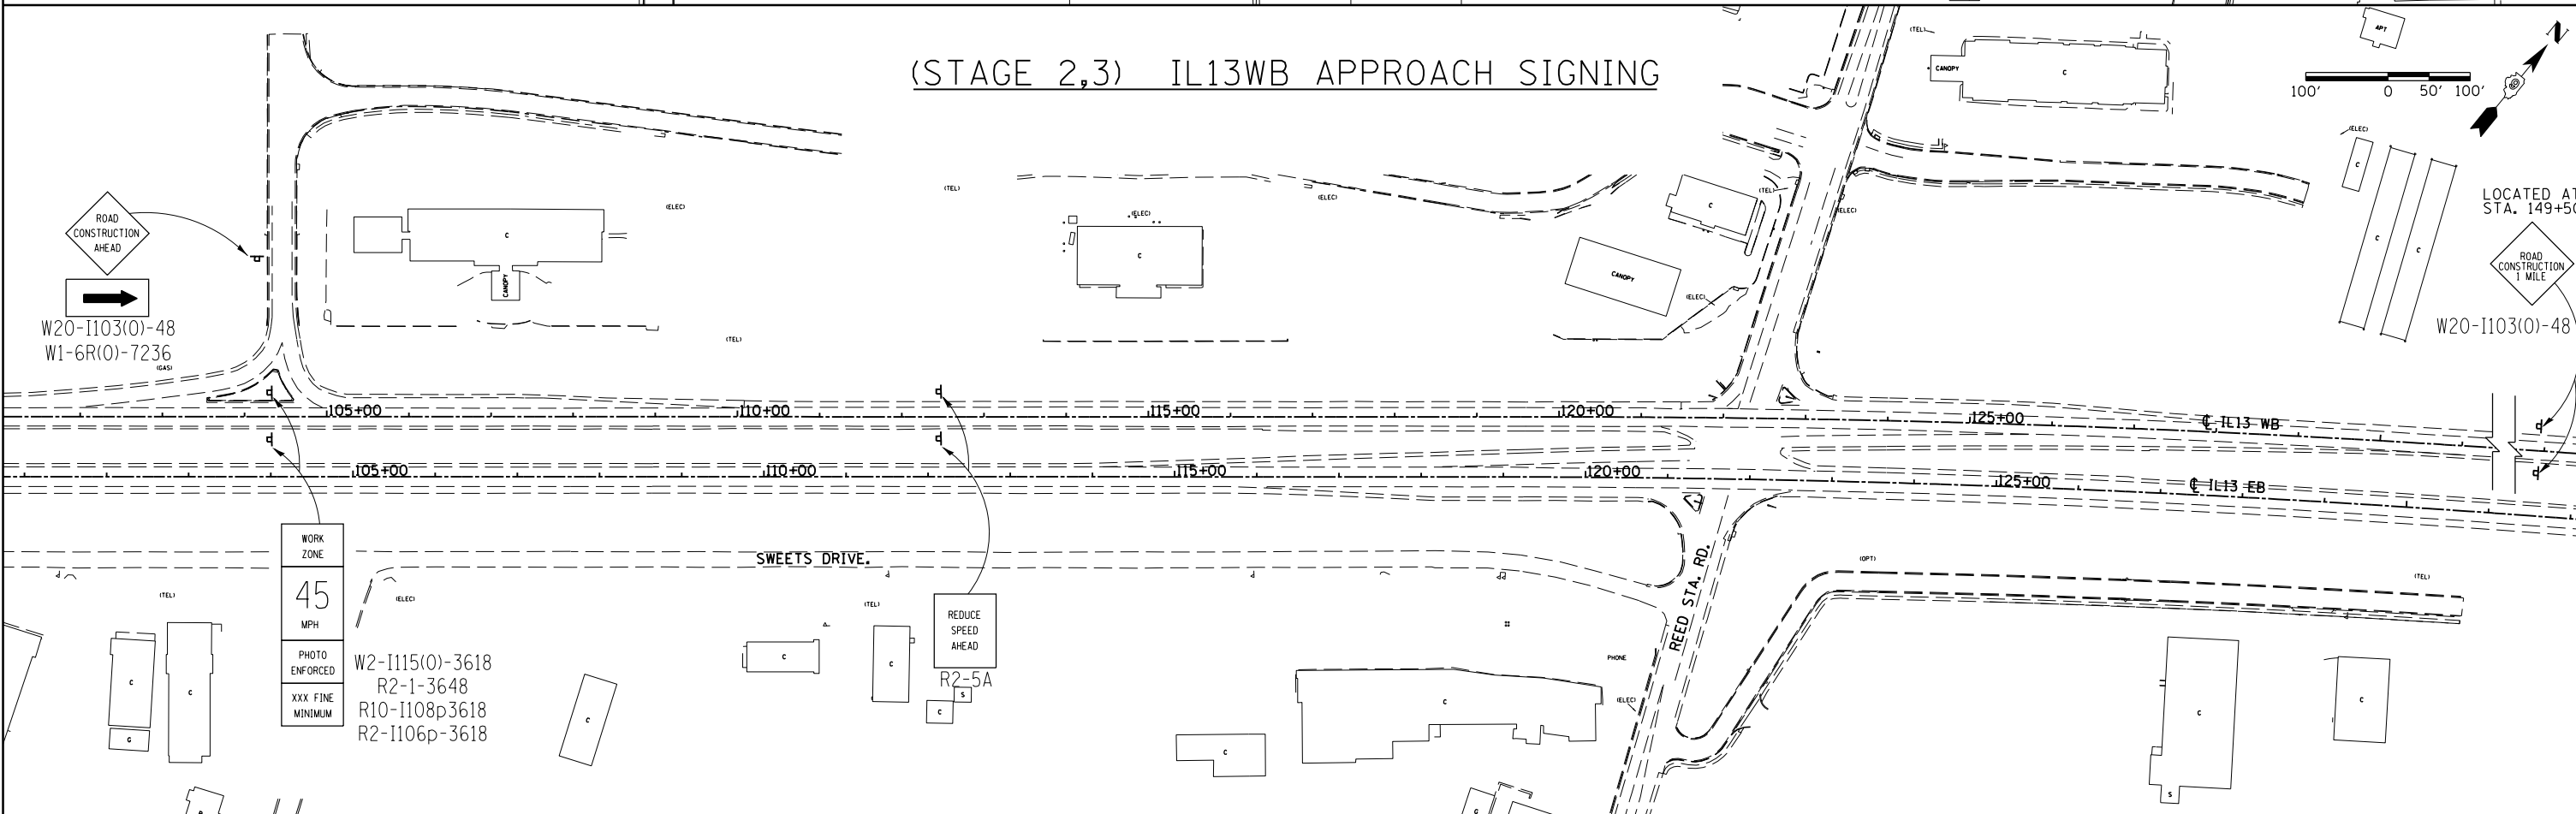 (STAGE 2,3) IL13WB APPROACH SIGNING
(TEL)
CANOPY
C
APT
N
100' 0 50' 100'
(ELEC)
C
C
C
LOCATED AT
STA. 149+50
ROAD
CONSTRUCTION
1 MILE
W20-I103(O)-48
ROAD
CONSTRUCTION
AHEAD
W20-I103(O)-48
W1-6R(O)-7236
(GAS)
C
CANOPY
(ELEC)
(TEL)
(TEL)
(ELEC)
C
(ELEC)
C
(TEL)
(ELEC)
CANOPY
(ELEC)
105+00
110+00
115+00
120+00
125+00
℄ IL13 WB
105+00
110+00
115+00
120+00
125+00
℄ IL13 EB
WORK
ZONE
45
MPH
PHOTO
ENFORCED
XXX FINE
MINIMUM
W2-I115(O)-3618
R2-1-3648
R10-I108p3618
R2-I106p-3618
SWEETS DRIVE.
REDUCE
SPEED
AHEAD
R2-5A
REED STA. RD.
(OPT)
(TEL)
(TEL)
(ELEC)
(TEL)
PHONE
(ELEC)
C
C
G
C
C
C
S
C
C
C
C
S
C